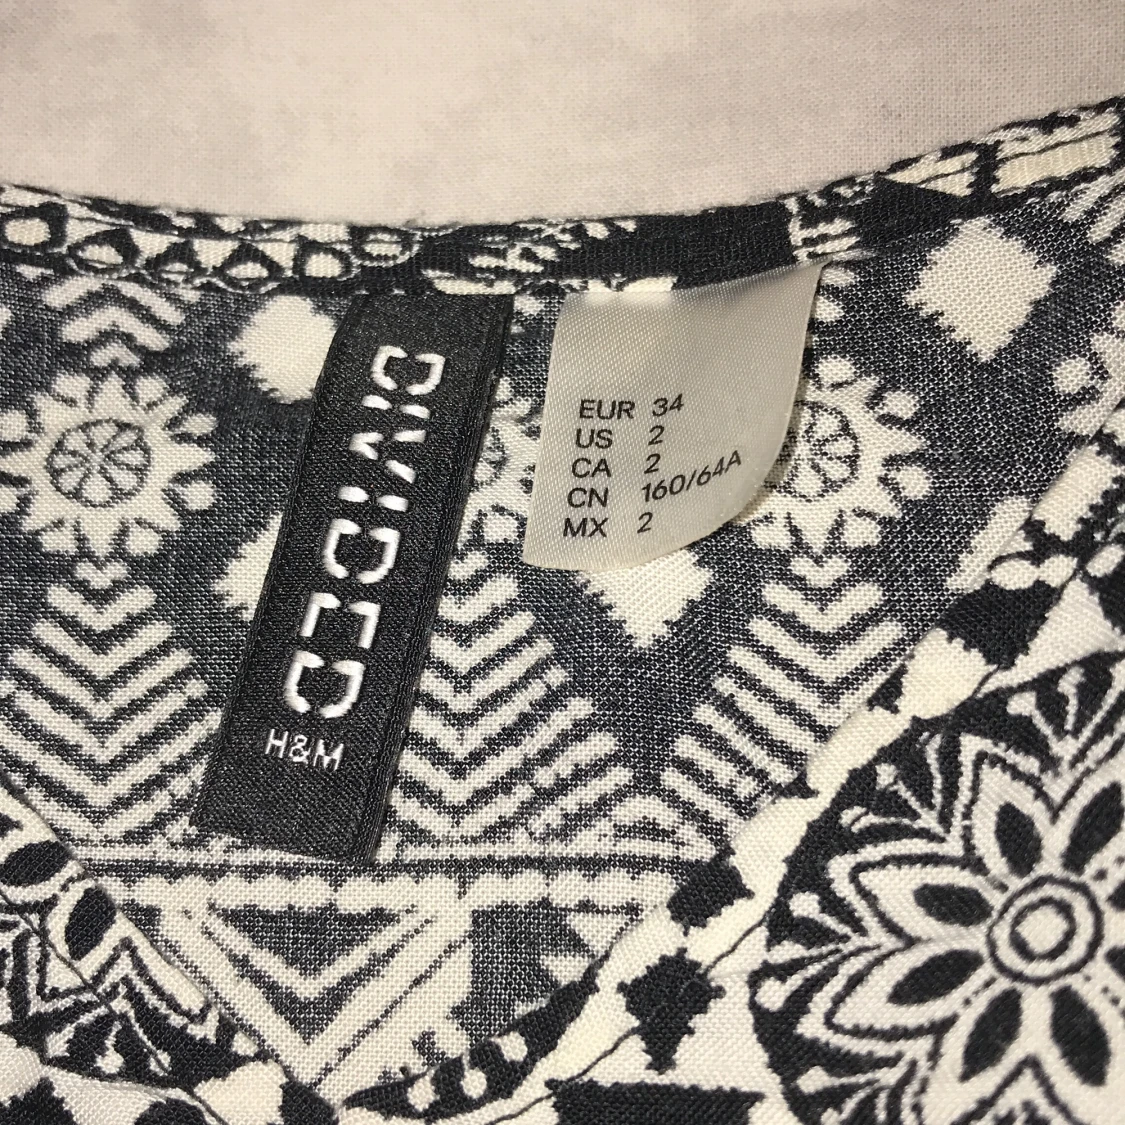 DIVIDED
H&M
EUR 34
US 2
CA 2
CN 160/64A
MX 2